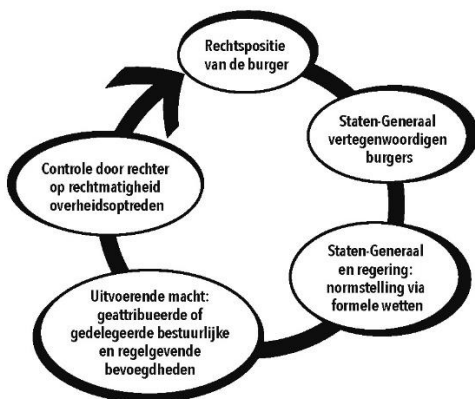 Rechtspositie
van de burger
Staten-Generaal
vertegenwoordigen
burgers
Staten-Generaal
en regering:
normstelling via
formele wetten
Uitvoerende macht:
geattribueerde of
gedelegeerde bestuurlijke
en regelgevende
bevoegdheden
Controle door rechter
op rechtmatigheid
overheidsoptreden